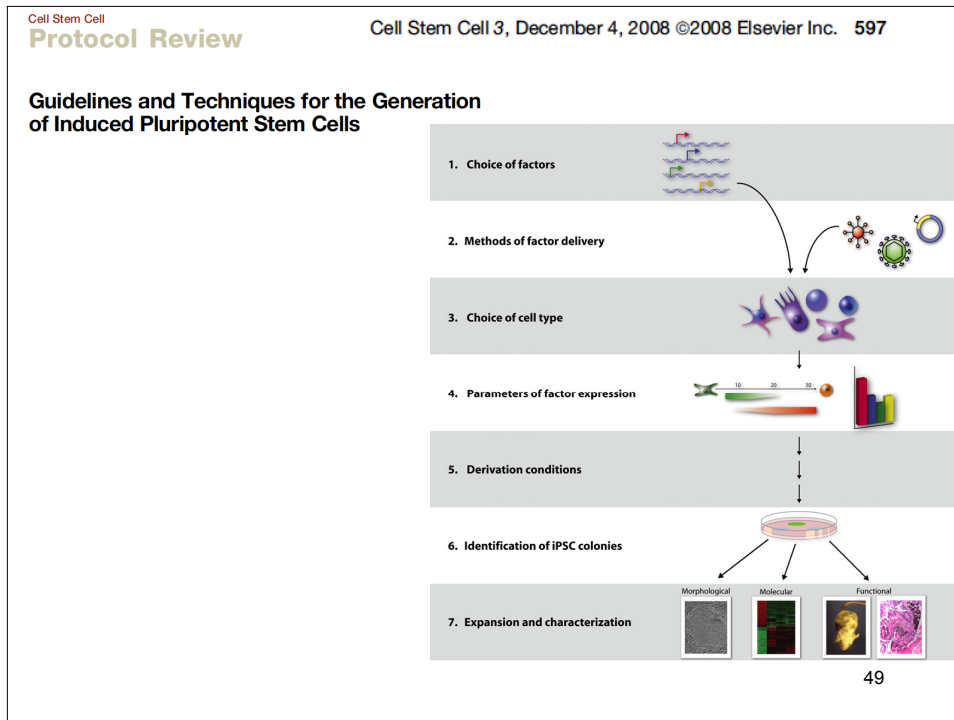 Cell Stem Cell
Protocol Review
Cell Stem Cell 3, December 4, 2008 ©2008 Elsevier Inc. 597
Guidelines and Techniques for the Generation
of Induced Pluripotent Stem Cells
1. Choice of factors
2. Methods of factor delivery
3. Choice of cell type
4. Parameters of factor expression
10 20 30
5. Derivation conditions
6. Identification of iPSC colonies
Morphological Molecular Functional
7. Expansion and characterization
49